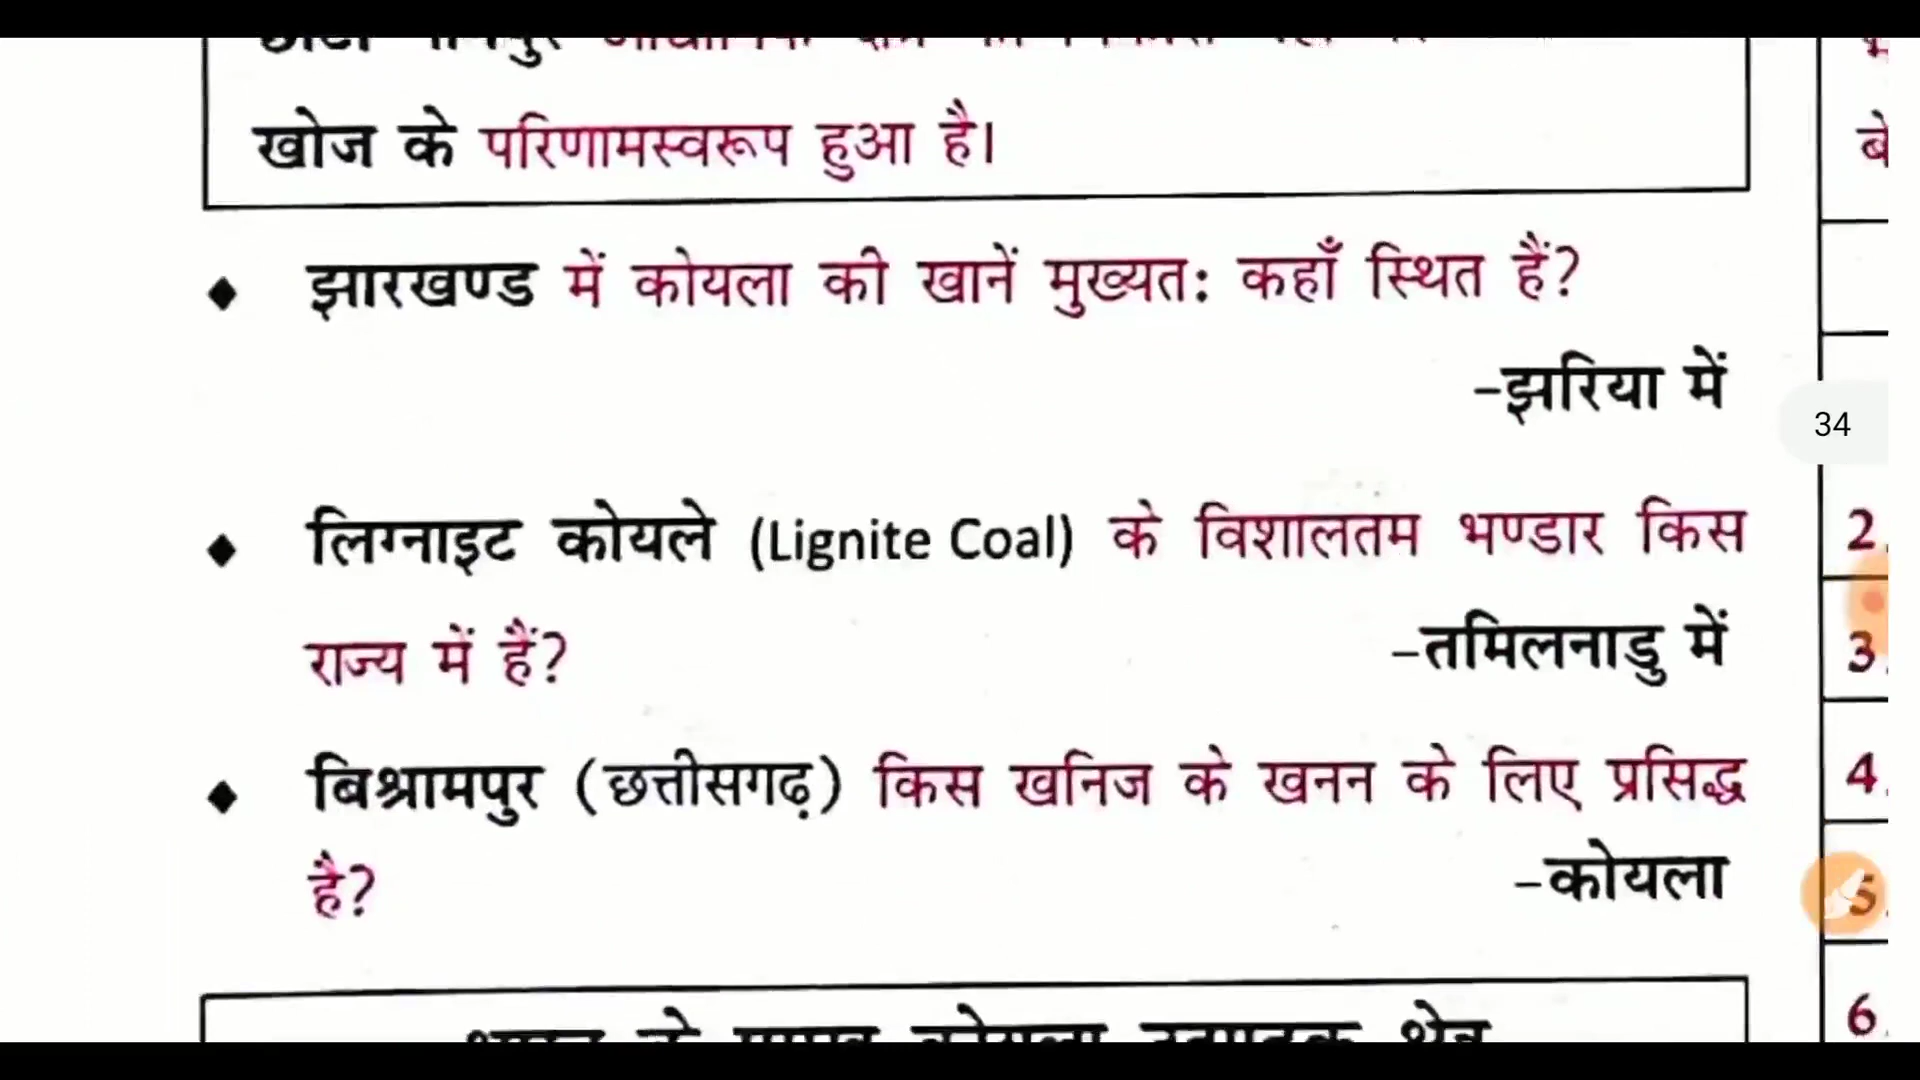 खोज के परिणामस्वरूप हुआ है।
बे
♦ झारखण्ड में कोयला की खानें मुख्यत: कहाँ स्थित हैं?
–झरिया में
34
♦ लिग्नाइट कोयले (Lignite Coal) के विशालतम भण्डार किस
2.
राज्य में हैं? –तमिलनाडु में
3.
♦ बिश्रामपुर (छत्तीसगढ़) किस खनिज के खनन के लिए प्रसिद्ध
4.
है? –कोयला
5.
6.